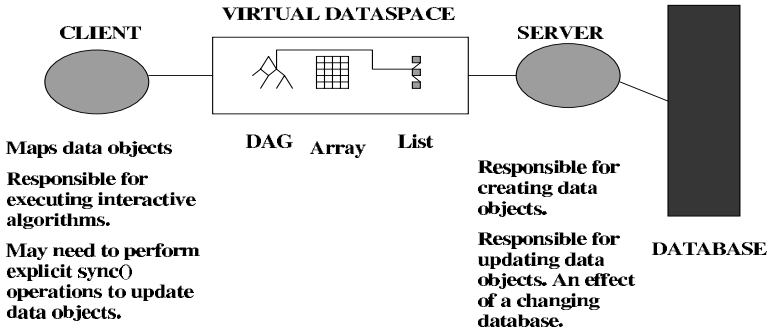 VIRTUAL DATASPACE
CLIENT
SERVER
DAG
Array
List
Maps data objects
Responsible for
executing interactive
algorithms.
May need to perform
explicit sync()
operations to update
data objects.
Responsible for
creating data
objects.
Responsible for
updating data
objects. An effect
of a changing
database.
DATABASE